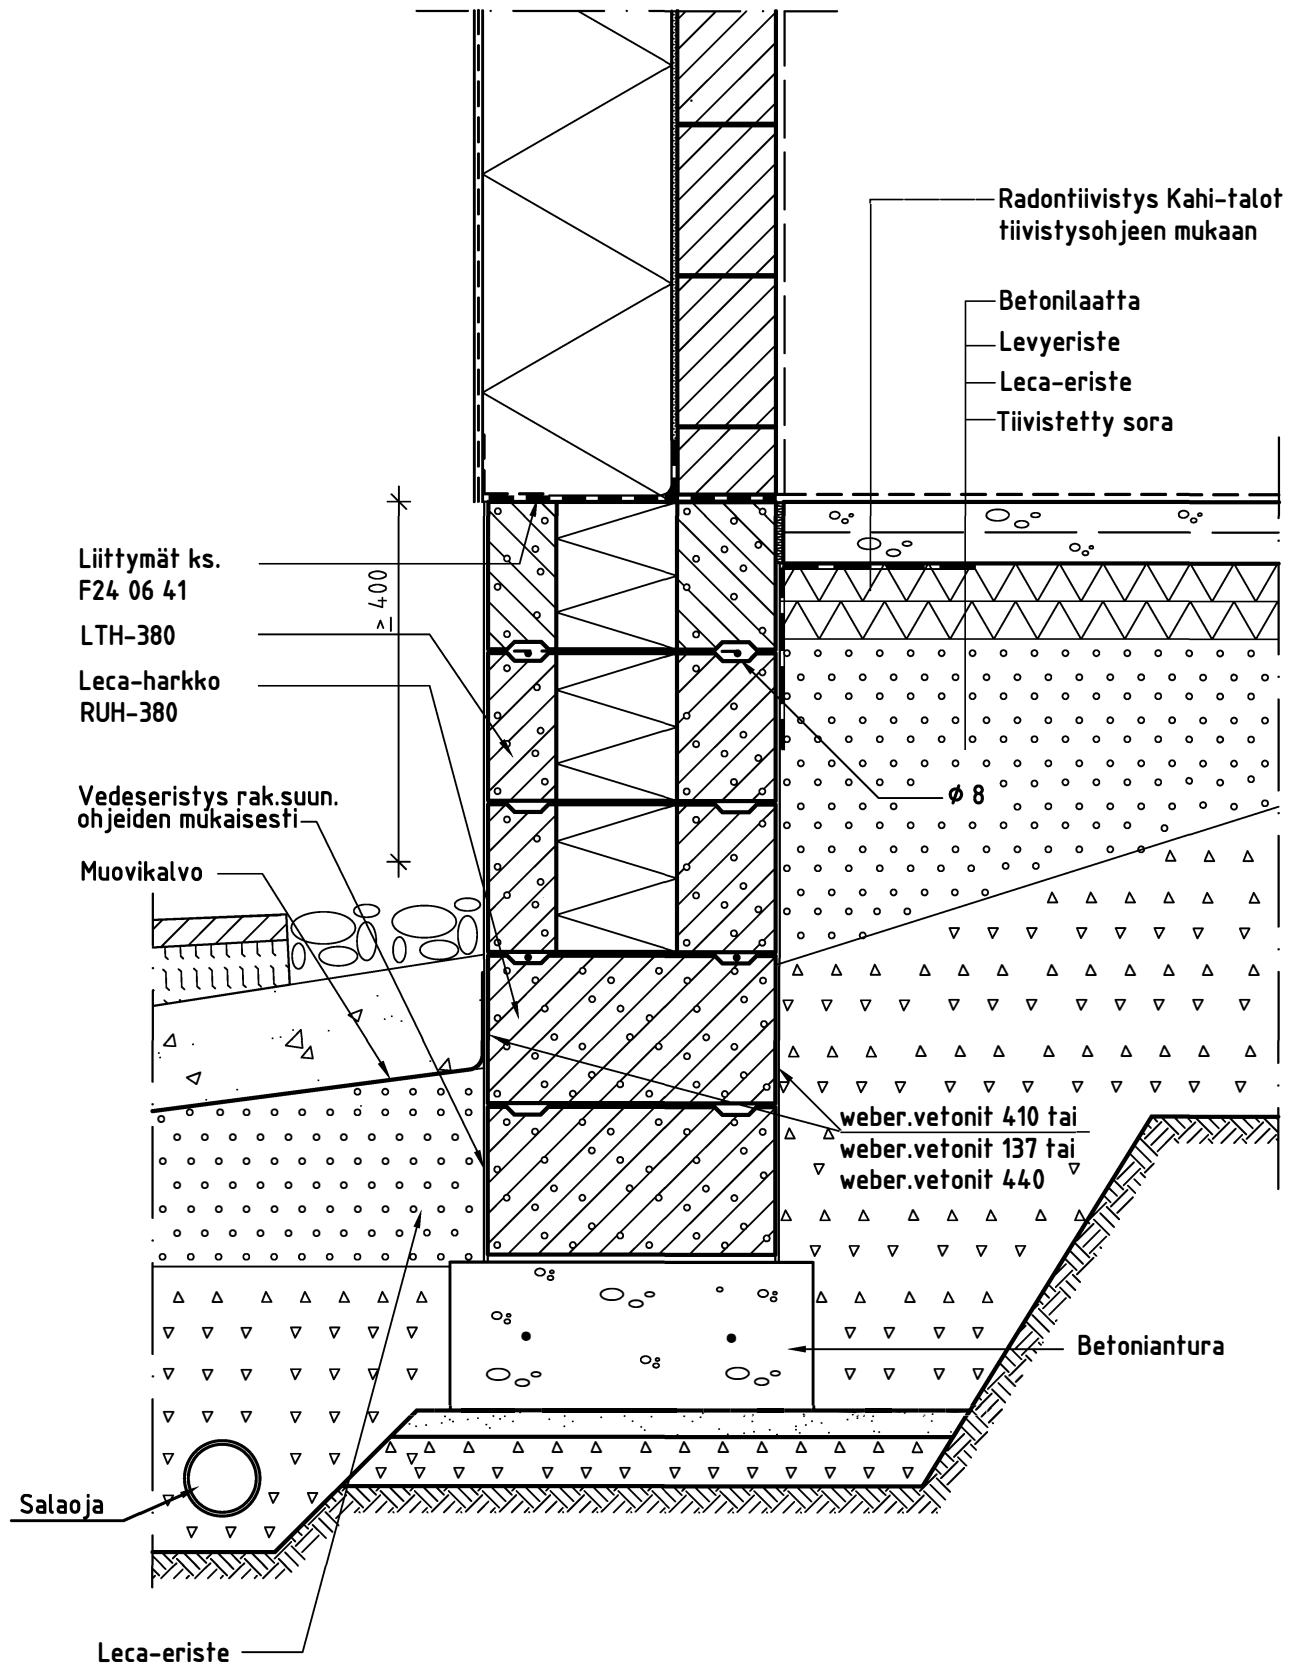 Radontiivistys Kahi-talot
tiivistysohjeen mukaan
Betonilaatta
Levyeriste
Leca-eriste
Tiivistetty sora
Liittymät ks.
F24 06 41
≥ 400
LTH-380
Leca-harkko
RUH-380
Vedeseristys rak.suun.
ohjeiden mukaisesti
ø 8
Muovikalvo
weber.vetonit 410 tai
weber.vetonit 137 tai
weber.vetonit 440
Betoniantura
Salaoja
Leca-eriste